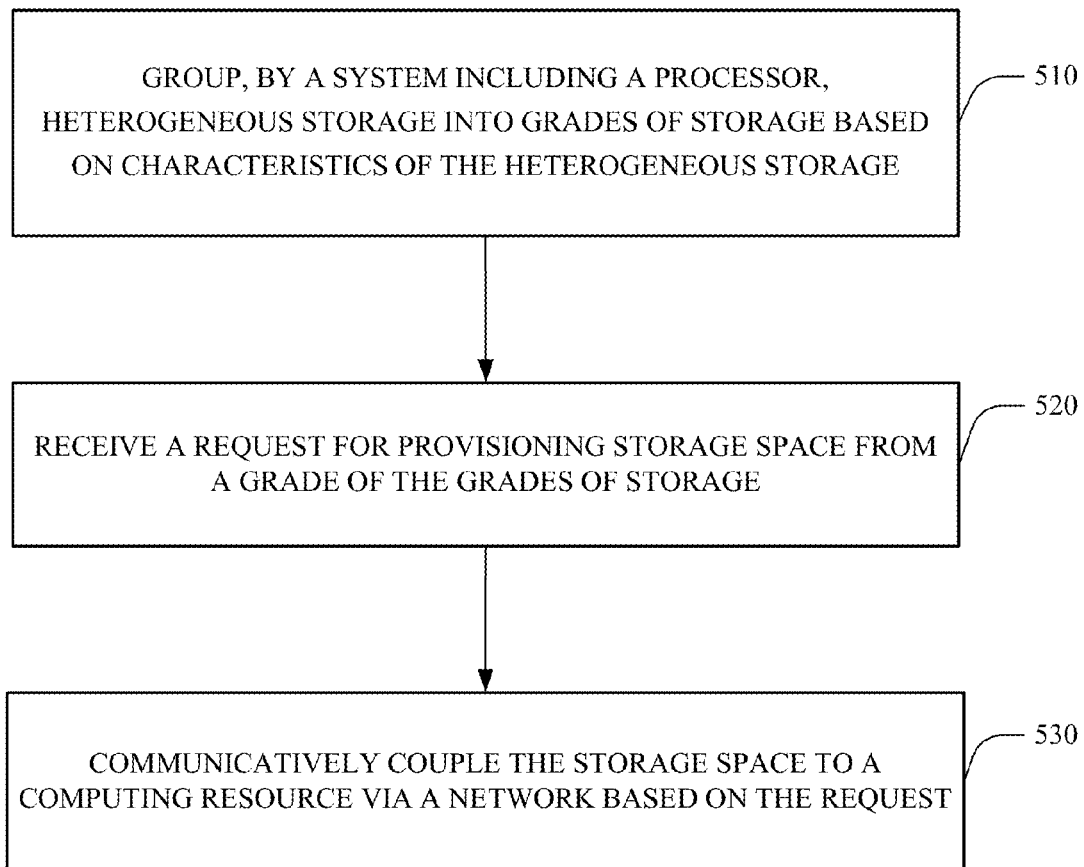 GROUP, BY A SYSTEM INCLUDING A PROCESSOR,
HETEROGENEOUS STORAGE INTO GRADES OF STORAGE BASED
ON CHARACTERISTICS OF THE HETEROGENEOUS STORAGE
510
RECEIVE A REQUEST FOR PROVISIONING STORAGE SPACE FROM
A GRADE OF THE GRADES OF STORAGE
520
COMMUNICATIVELY COUPLE THE STORAGE SPACE TO A
COMPUTING RESOURCE VIA A NETWORK BASED ON THE REQUEST
530